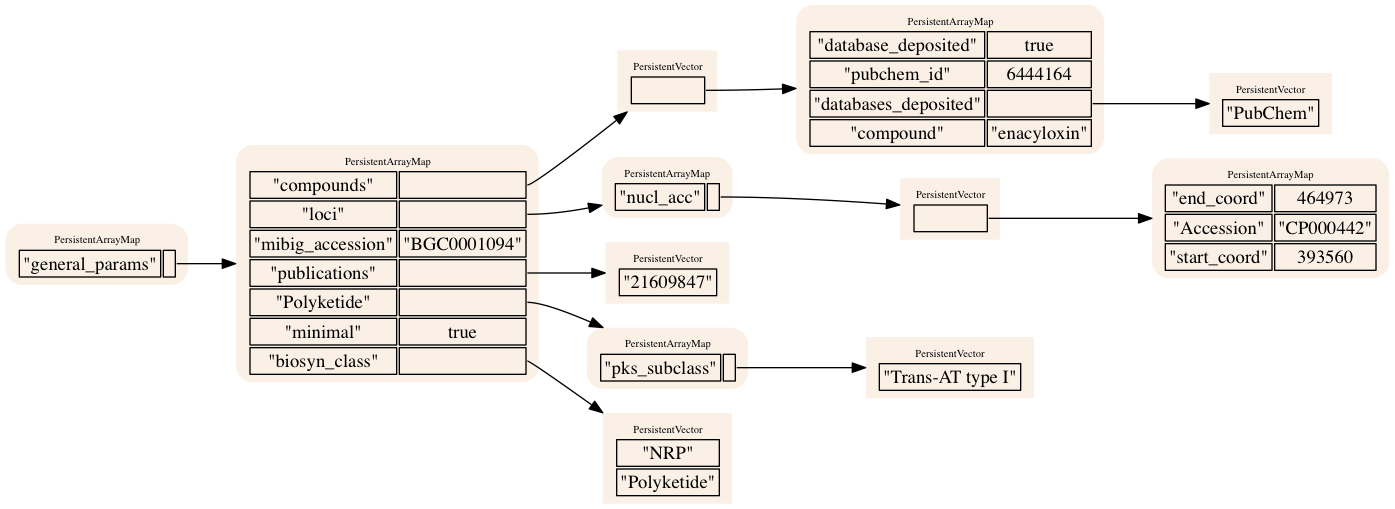 PersistentArrayMap
"general_params"
PersistentArrayMap
"compounds"
"loci"
"mibig_accession" "BGC0001094"
"publications"
"Polyketide"
"minimal" true
"biosyn_class"
PersistentVector
PersistentArrayMap
"database_deposited" true
"pubchem_id" 6444164
"databases_deposited"
"compound" "enacyloxin"
PersistentVector
"PubChem"
PersistentArrayMap
"nucl_acc"
PersistentVector
PersistentArrayMap
"end_coord" 464973
"Accession" "CP000442"
"start_coord" 393560
PersistentVector
"21609847"
PersistentArrayMap
"pks_subclass"
PersistentVector
"Trans-AT type I"
PersistentVector
"NRP"
"Polyketide"